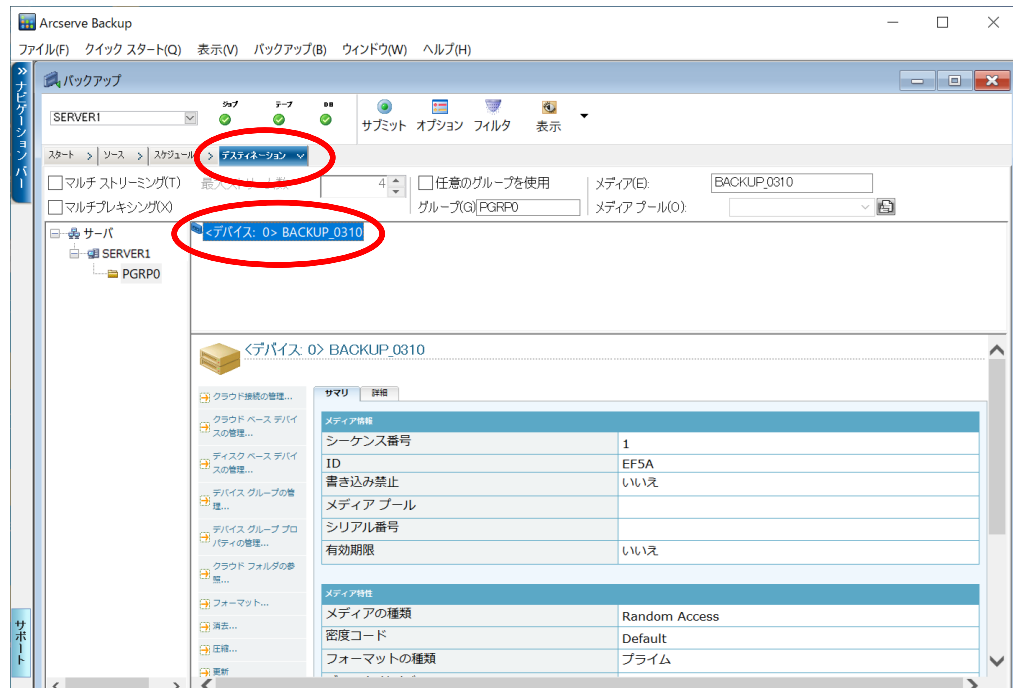 Arcserve Backup
ファイル(F) クイック スタート(Q) 表示(V) バックアップ(B) ウィンドウ(W) ヘルプ(H)
ナビゲーション バー
バックアップ
SERVER1
ジョブ テープ DB
サブミット オプション フィルタ 表示
スタート > ソース > スケジュール > デスティネーション
マルチ ストリーミング(T) 4 任意のグループを使用 メディア(E): BACKUP_0310
マルチプレキシング(X) グループ(G) PGRP0 メディア プール(O):
サーバ
SERVER1
PGRP0
<デバイス: 0> BACKUP_0310
<デバイス: 0> BACKUP_0310
クラウド接続の管理...
クラウド ベース デバイ
スの管理...
ディスク ベース デバイ
スの管理...
デバイス グループの管
理...
デバイス グループ プロ
パティの管理...
クラウド フォルダの参
照...
フォーマット...
消去...
圧縮...
更新
サマリ 詳細
メディア情報
シーケンス番号 1
ID EF5A
書き込み禁止 いいえ
メディア プール
シリアル番号
有効期限 いいえ
メディア特性
メディアの種類 Random Access
密度コード Default
フォーマットの種類 プライム
サポート